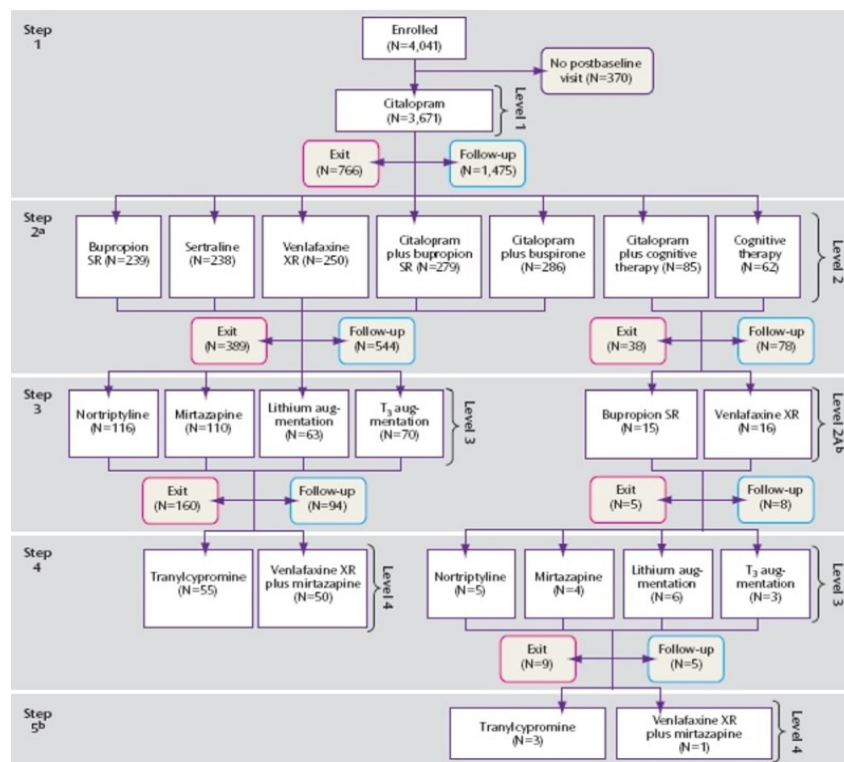 Step
1
Enrolled
(N=4,041)
No postbaseline
visit (N=370)
Citalopram
(N=3,671)
Level 1
Exit
(N=766)
Follow-up
(N=1,475)
Step
2a
Bupropion
SR (N=239)
Sertraline
(N=238)
Venlafaxine
XR (N=250)
Citalopram
plus bupropion
SR (N=279)
Citalopram
plus buspirone
(N=286)
Citalopram
plus cognitive
therapy (N=85)
Cognitive
therapy
(N=62)
Level 2
Exit
(N=389)
Follow-up
(N=544)
Exit
(N=38)
Follow-up
(N=78)
Step
3
Nortriptyline
(N=116)
Mirtazapine
(N=110)
Lithium aug-
mentation
(N=63)
T3 aug-
mentation
(N=70)
Level 3
Bupropion SR
(N=15)
Venlafaxine XR
(N=16)
Level 2Ab
Exit
(N=160)
Follow-up
(N=94)
Exit
(N=5)
Follow-up
(N=8)
Step
4
Tranylcypromine
(N=55)
Venlafaxine XR
plus mirtazapine
(N=50)
Level 4
Nortriptyline
(N=5)
Mirtazapine
(N=4)
Lithium aug-
mentation
(N=6)
T3 aug-
mentation
(N=3)
Level 3
Exit
(N=9)
Follow-up
(N=5)
Step
5b
Tranylcypromine
(N=3)
Venlafaxine XR
plus mirtazapine
(N=1)
Level 4